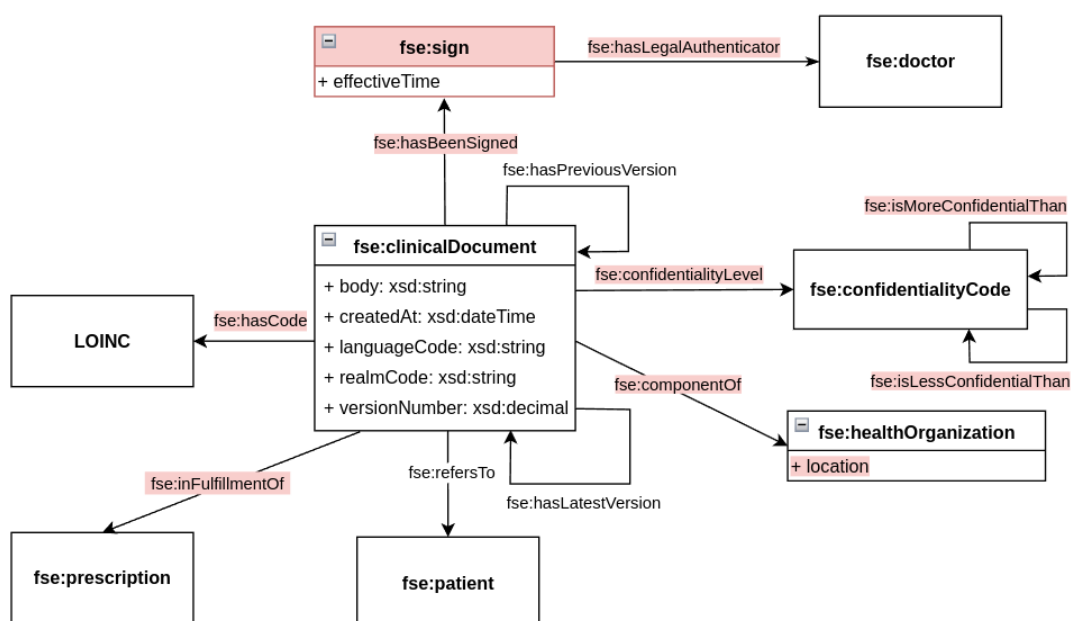 fse:sign
+ effectiveTime
fse:hasLegalAuthenticator
fse:doctor
fse:hasBeenSigned
fse:hasPreviousVersion
fse:clinicalDocument
+ body: xsd:string
+ createdAt: xsd:dateTime
+ languageCode: xsd:string
+ realmCode: xsd:string
+ versionNumber: xsd:decimal
fse:isMoreConfidentialThan
fse:confidentialityLevel
fse:confidentialityCode
fse:isLessConfidentialThan
fse:hasCode
LOINC
fse:componentOf
fse:healthOrganization
+ location
fse:inFulfillmentOf
fse:refersTo
fse:hasLatestVersion
fse:prescription
fse:patient